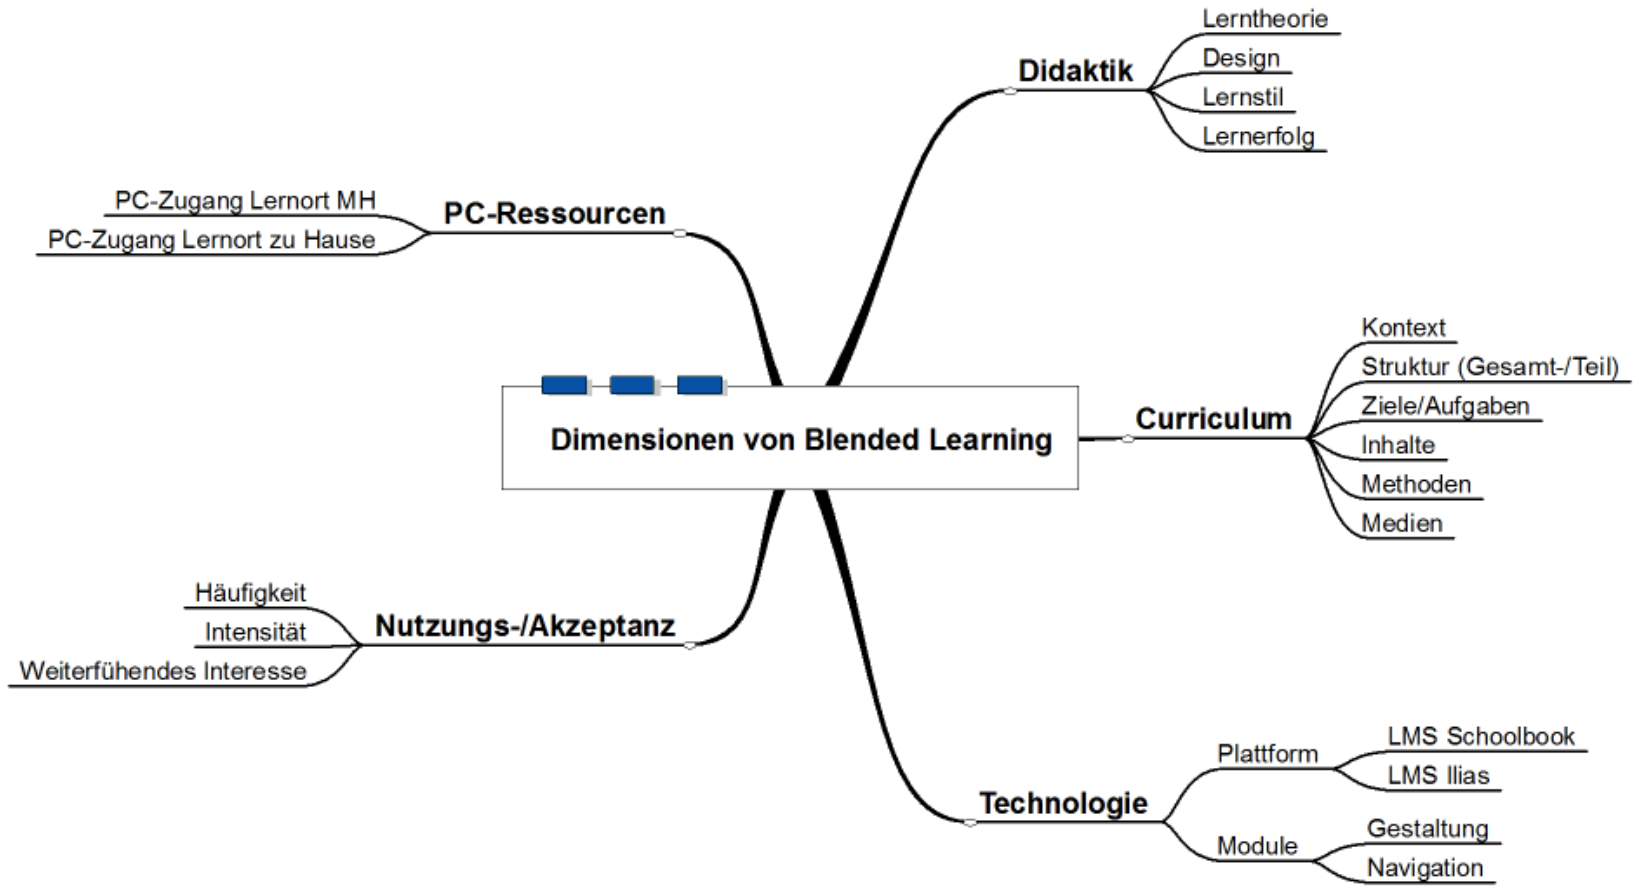 Dimensionen von Blended Learning
Didaktik
Lerntheorie
Design
Lernstil
Lernerfolg
Curriculum
Kontext
Struktur (Gesamt-/Teil)
Ziele/Aufgaben
Inhalte
Methoden
Medien
Technologie
Plattform
LMS Schoolbook
LMS Ilias
Module
Gestaltung
Navigation
PC-Ressourcen
PC-Zugang Lernort MH
PC-Zugang Lernort zu Hause
Nutzungs-/Akzeptanz
Häufigkeit
Intensität
Weiterfühendes Interesse